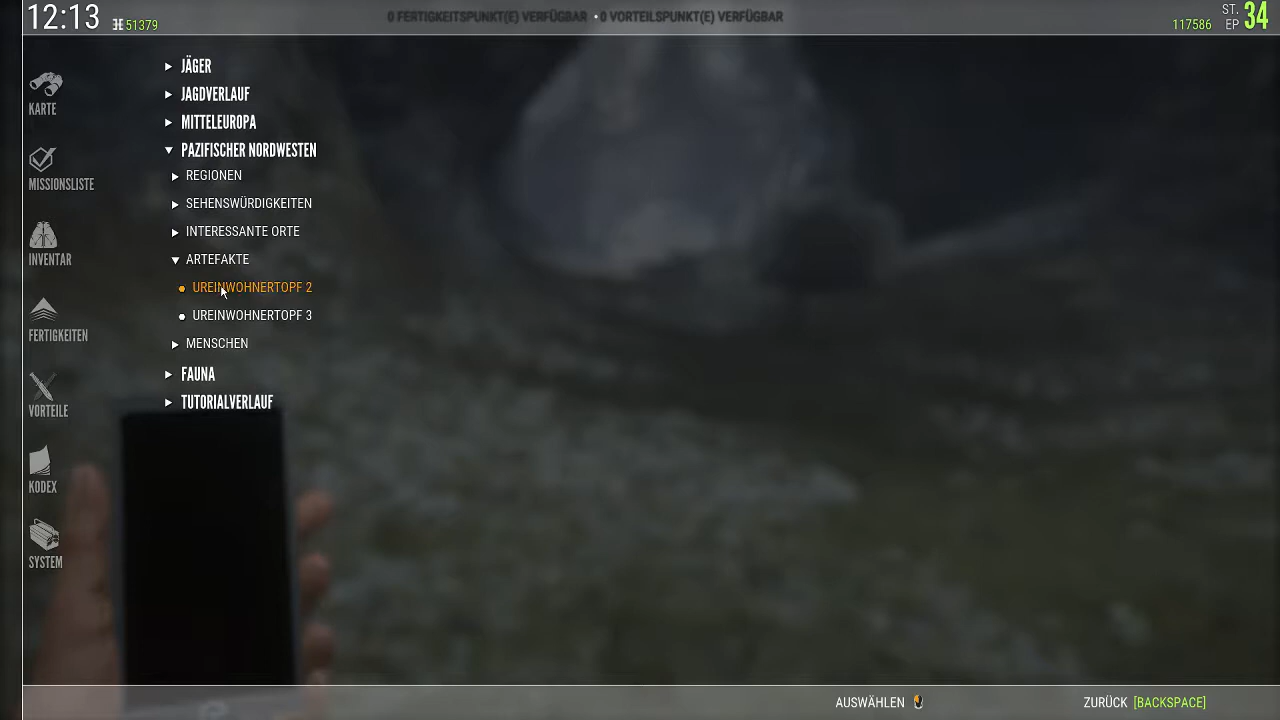 12:13
51379
0 FERTIGKEITSPUNKT(E) VERFÜGBAR • 0 VORTEILSPUNKT(E) VERFÜGBAR
117586 ST. EP 34
KARTE
MISSIONSLISTE
INVENTAR
FERTIGKEITEN
VORTEILE
KODEX
SYSTEM
JÄGER
JAGDVERLAUF
MITTELEUROPA
PAZIFISCHER NORDWESTEN
REGIONEN
SEHENSWÜRDIGKEITEN
INTERESSANTE ORTE
ARTEFAKTE
UREINWOHNERTOPF 2
UREINWOHNERTOPF 3
MENSCHEN
FAUNA
TUTORIALVERLAUF
AUSWÄHLEN
ZURÜCK [BACKSPACE]